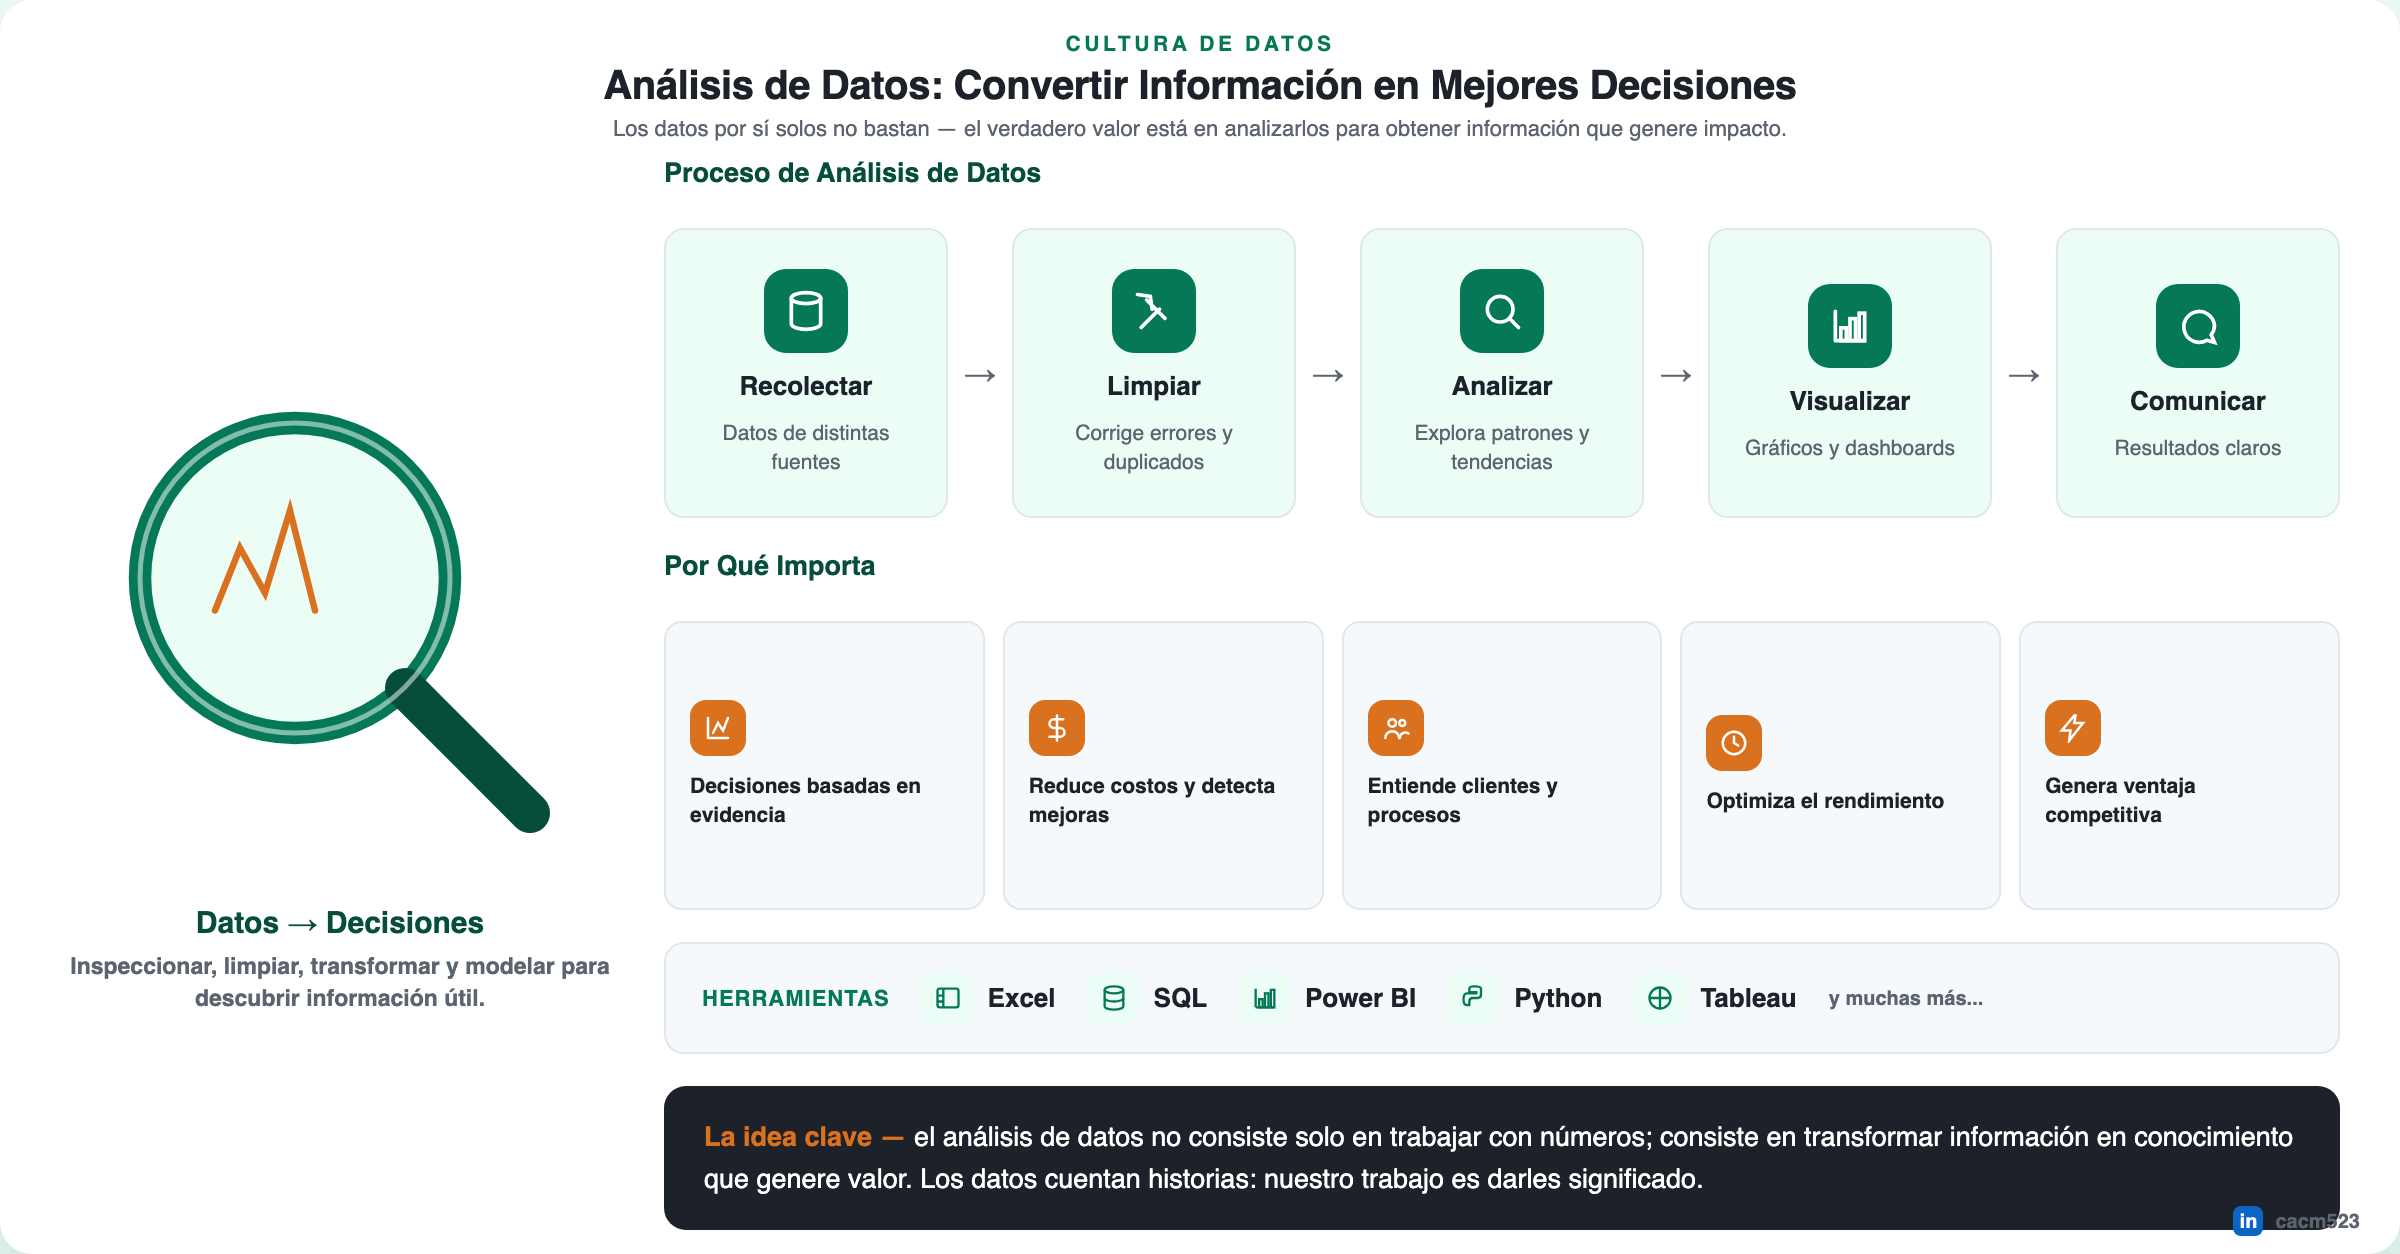 CULTURA DE DATOS
Análisis de Datos: Convertir Información en Mejores Decisiones
Los datos por sí solos no bastan — el verdadero valor está en analizarlos para obtener información que genere impacto.
Proceso de Análisis de Datos
Recolectar
Datos de distintas
fuentes
→
Limpiar
Corrige errores y
duplicados
→
Analizar
Explora patrones y
tendencias
→
Visualizar
Gráficos y dashboards
→
Comunicar
Resultados claros
Datos → Decisiones
Inspeccionar, limpiar, transformar y modelar para
descubrir información útil.
Por Qué Importa
Decisiones basadas en
evidencia
Reduce costos y detecta
mejoras
Entiende clientes y
procesos
Optimiza el rendimiento
Genera ventaja
competitiva
HERRAMIENTAS Excel SQL Power BI Python Tableau y muchas más...
La idea clave — el análisis de datos no consiste solo en trabajar con números; consiste en transformar información en conocimiento
que genere valor. Los datos cuentan historias: nuestro trabajo es darles significado.
in cacm523